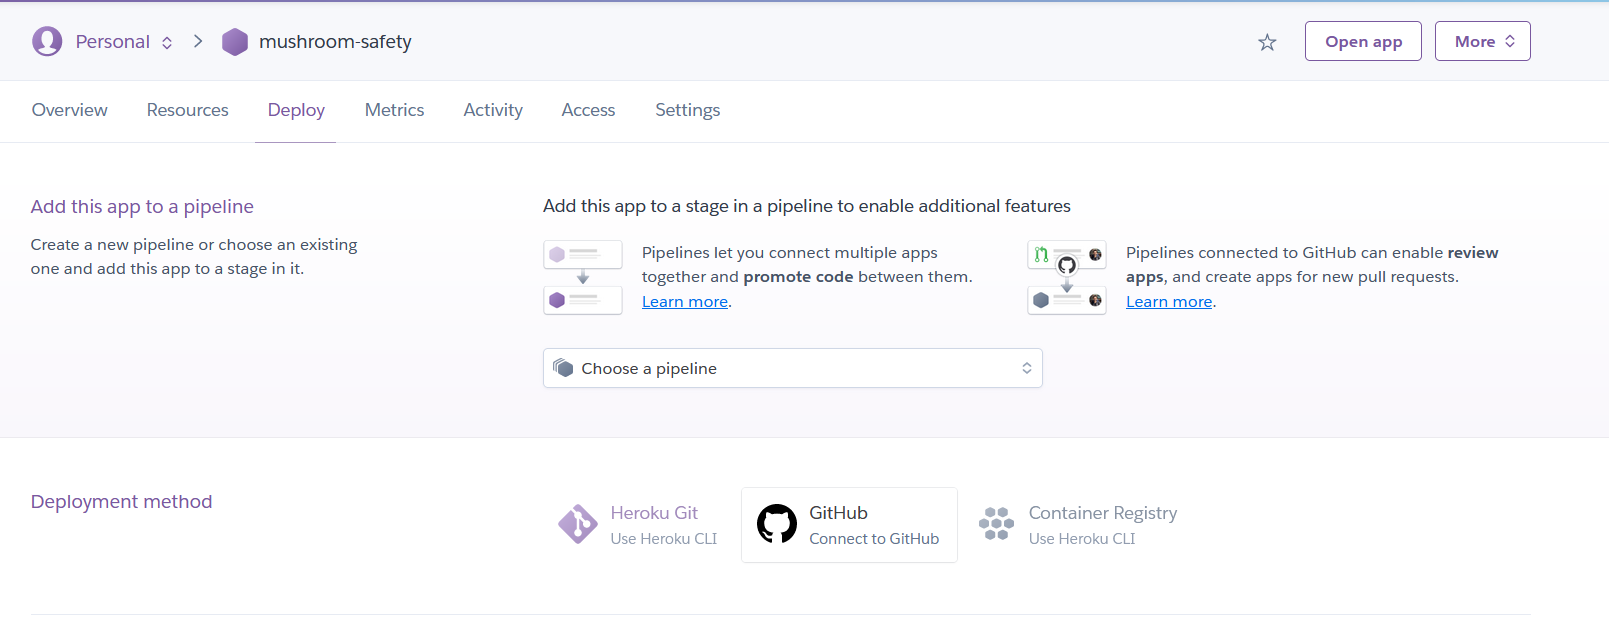 Personal
mushroom-safety
Open app
More
Overview
Resources
Deploy
Metrics
Activity
Access
Settings
Add this app to a pipeline
Create a new pipeline or choose an existing
one and add this app to a stage in it.
Add this app to a stage in a pipeline to enable additional features
Pipelines let you connect multiple apps
together and promote code between them.
Learn more.
Pipelines connected to GitHub can enable review
apps, and create apps for new pull requests.
Learn more.
Choose a pipeline
Deployment method
Heroku Git
Use Heroku CLI
GitHub
Connect to GitHub
Container Registry
Use Heroku CLI